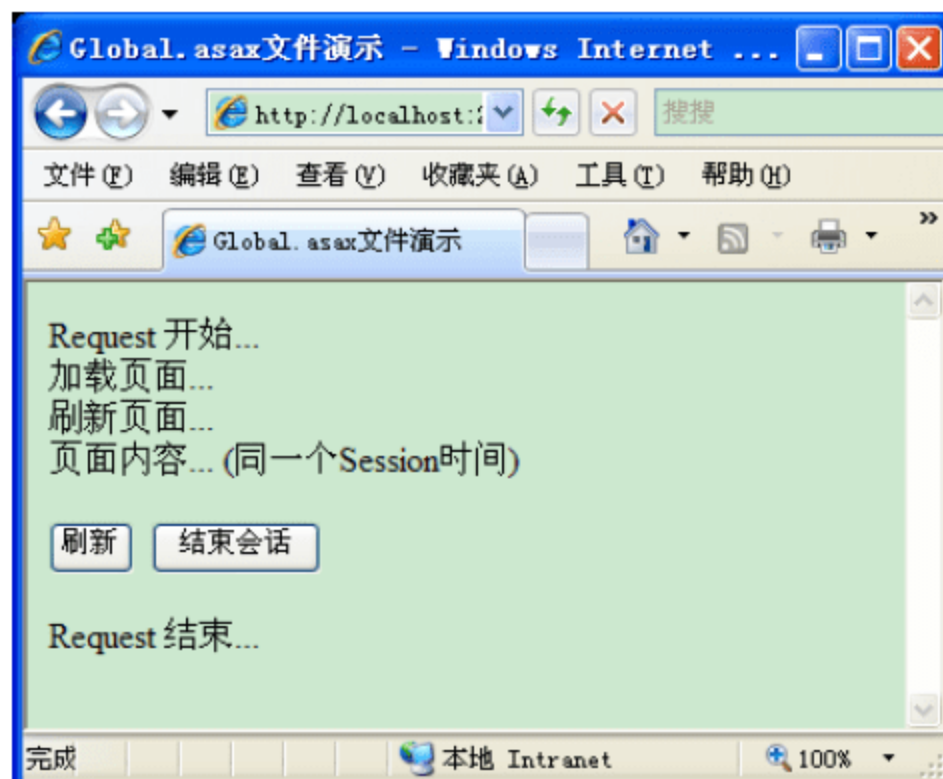 Global.asax文件演示 - Windows Internet ...
http://localhost:2
搜搜
文件(F) 编辑(E) 查看(V) 收藏夹(A) 工具(T) 帮助(H)
Global.asax文件演示
Request 开始...
加载页面...
刷新页面...
页面内容... (同一个Session时间)
刷新 结束会话
Request 结束...
完成 本地 Intranet 100%